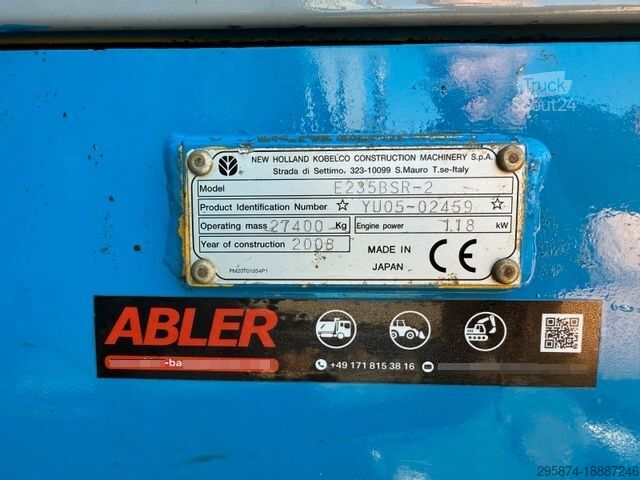 Truck
Scout24
NEW HOLLAND KOBELCO CONSTRUCTION MACHINERY S.p.A.
Strada di Settimo, 323-10099 S.Mauro T.se-Italy
Model E235BSR-2
Product Identification Number ☆ YU05-02459 ☆
Operating mass 27400 Kg Engine power 118 kW
Year of construction 2008
MADE IN
JAPAN
CE
PM20T01054P1
ABLER
-ba
+49 171 815 38 16
295874-18887246